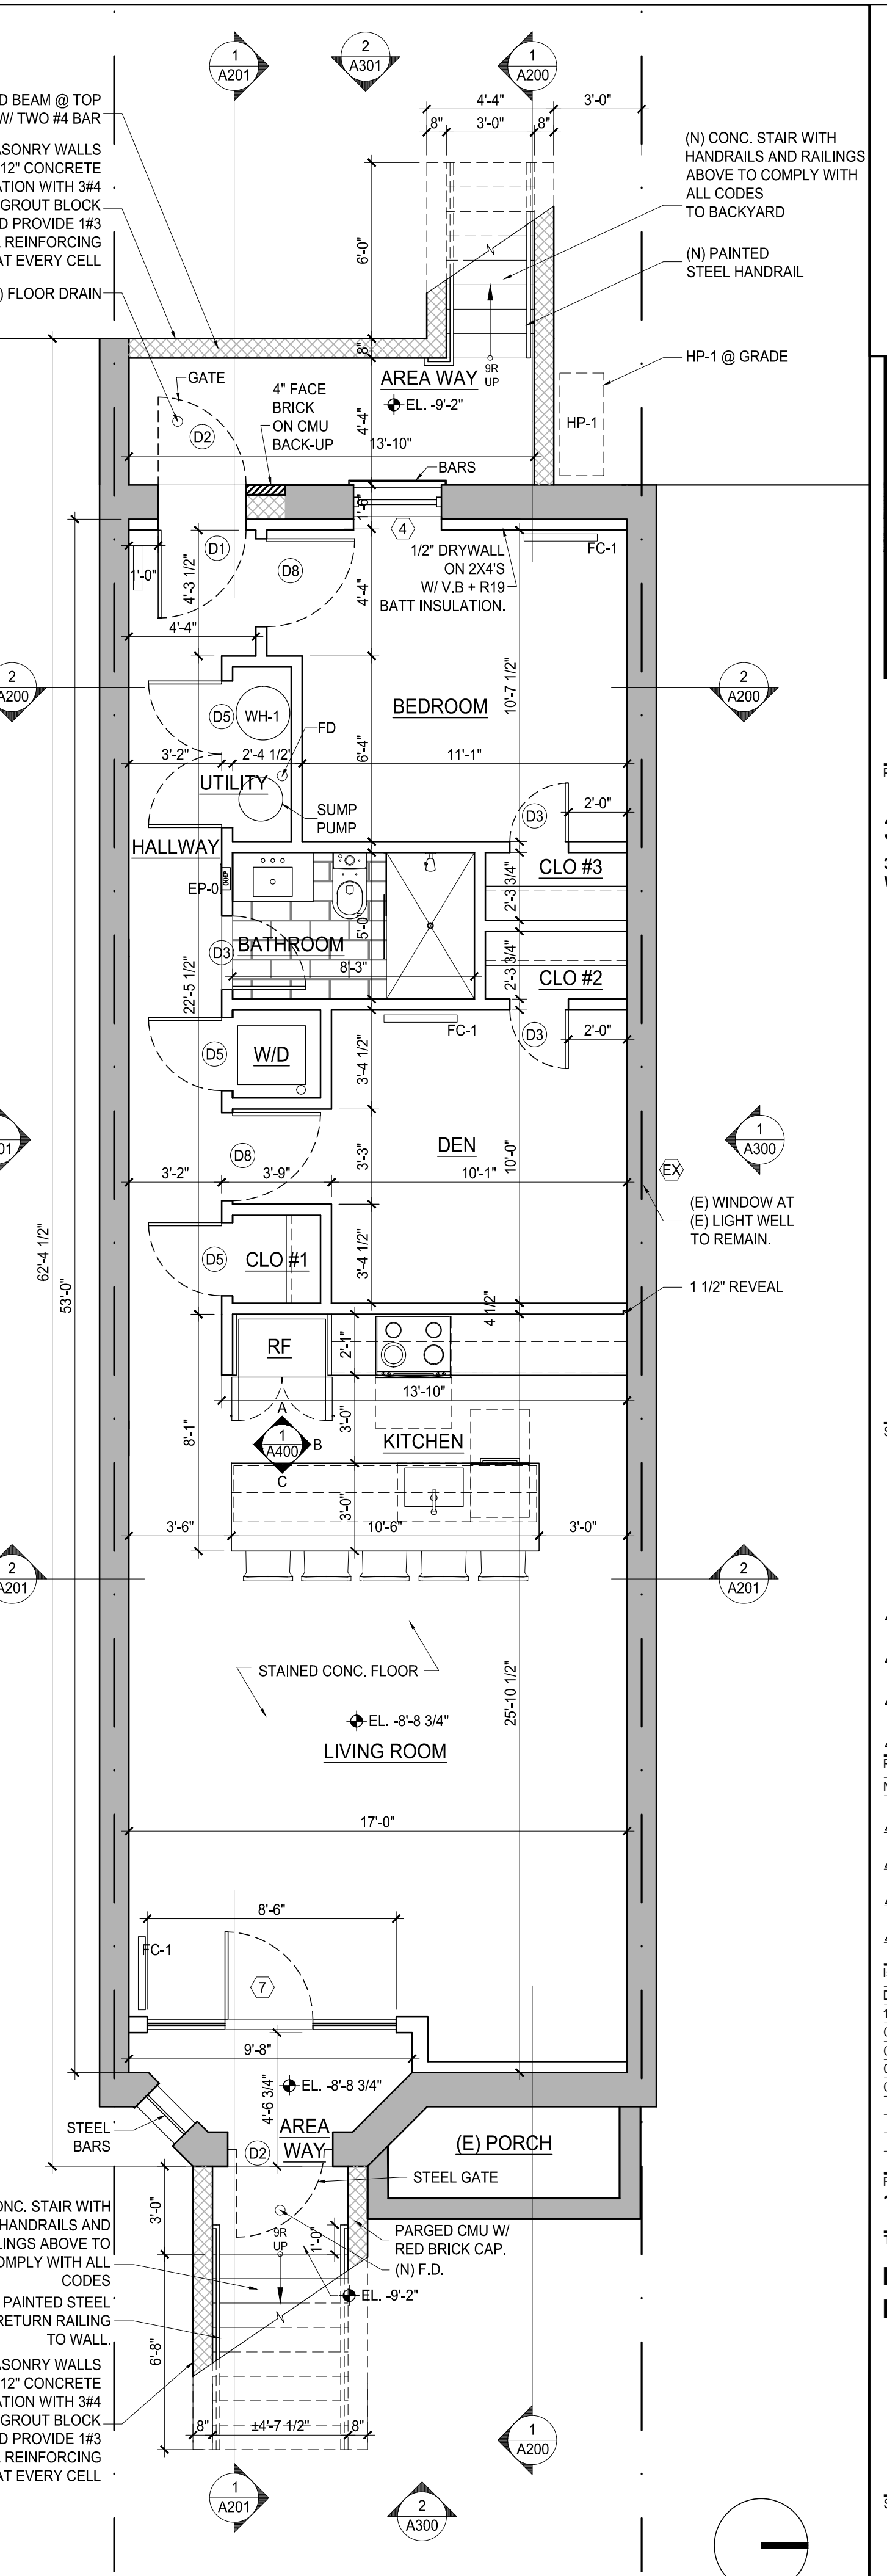 1
A201
2
A301
1
A200
4'-4"
3'-0"
8"
3'-0"
8"
D BEAM @ TOP
W/ TWO #4 BAR
ASONRY WALLS
12" CONCRETE
ATION WITH 3#4
GROUT BLOCK
D PROVIDE 1#3
REINFORCING
AT EVERY CELL
) FLOOR DRAIN
(N) CONC. STAIR WITH
HANDRAILS AND RAILINGS
ABOVE TO COMPLY WITH
ALL CODES
TO BACKYARD
(N) PAINTED
STEEL HANDRAIL
6'-0"
8"
HP-1 @ GRADE
HP-1
GATE
D2
4" FACE
BRICK
ON CMU
BACK-UP
AREA WAY
9R
UP
EL. -9'-2"
4'-4"
13'-10"
BARS
1'-6"
4
D1
D8
1'-0"
4'-3 1/2"
4'-4"
4'-4"
1/2" DRYWALL
ON 2X4'S
W/ V.B + R19
BATT INSULATION.
FC-1
2
A200
2
A200
D5
WH-1
FD
BEDROOM
10'-7 1/2"
3'-2"
2'-4 1/2"
6'-4"
11'-1"
UTILITY
SUMP
PUMP
HALLWAY
D3
2'-0"
CLO #3
2'-3 3/4"
EP-0
D3
BATHROOM
5'-0"
8'-3"
22'-5 1/2"
2'-3 3/4"
CLO #2
D5
W/D
FC-1
D3
2'-0"
3'-4 1/2"
01
1
A300
D8
DEN
10'-0"
3'-2"
3'-9"
3'-3"
10'-1"
EX
(E) WINDOW AT
(E) LIGHT WELL
TO REMAIN.
62'-4 1/2"
53'-0"
D5
CLO #1
3'-4 1/2"
4 1/2"
1 1/2" REVEAL
RF
2'-1"
13'-10"
A
1
A400
B
C
8'-1"
3'-0"
KITCHEN
3'-0"
3'-6"
10'-6"
3'-0"
2
A201
2
A201
STAINED CONC. FLOOR
25'-10 1/2"
EL. -8'-8 3/4"
LIVING ROOM
17'-0"
8'-6"
FC-1
7
9'-8"
4'-6 3/4"
EL. -8'-8 3/4"
STEEL
BARS
AREA
WAY
D2
(E) PORCH
STEEL GATE
ONC. STAIR WITH
HANDRAILS AND
LINGS ABOVE TO
OMPLY WITH ALL
CODES
PAINTED STEEL
RETURN RAILING
TO WALL.
3'-0"
9R
UP
1'-0"
PARGED CMU W/
RED BRICK CAP.
(N) F.D.
EL. -9'-2"
6'-8"
ASONRY WALLS
12" CONCRETE
ATION WITH 3#4
GROUT BLOCK
D PROVIDE 1#3
REINFORCING
AT EVERY CELL
8"
±4'-7 1/2"
8"
1
A200
1
A201
2
A300